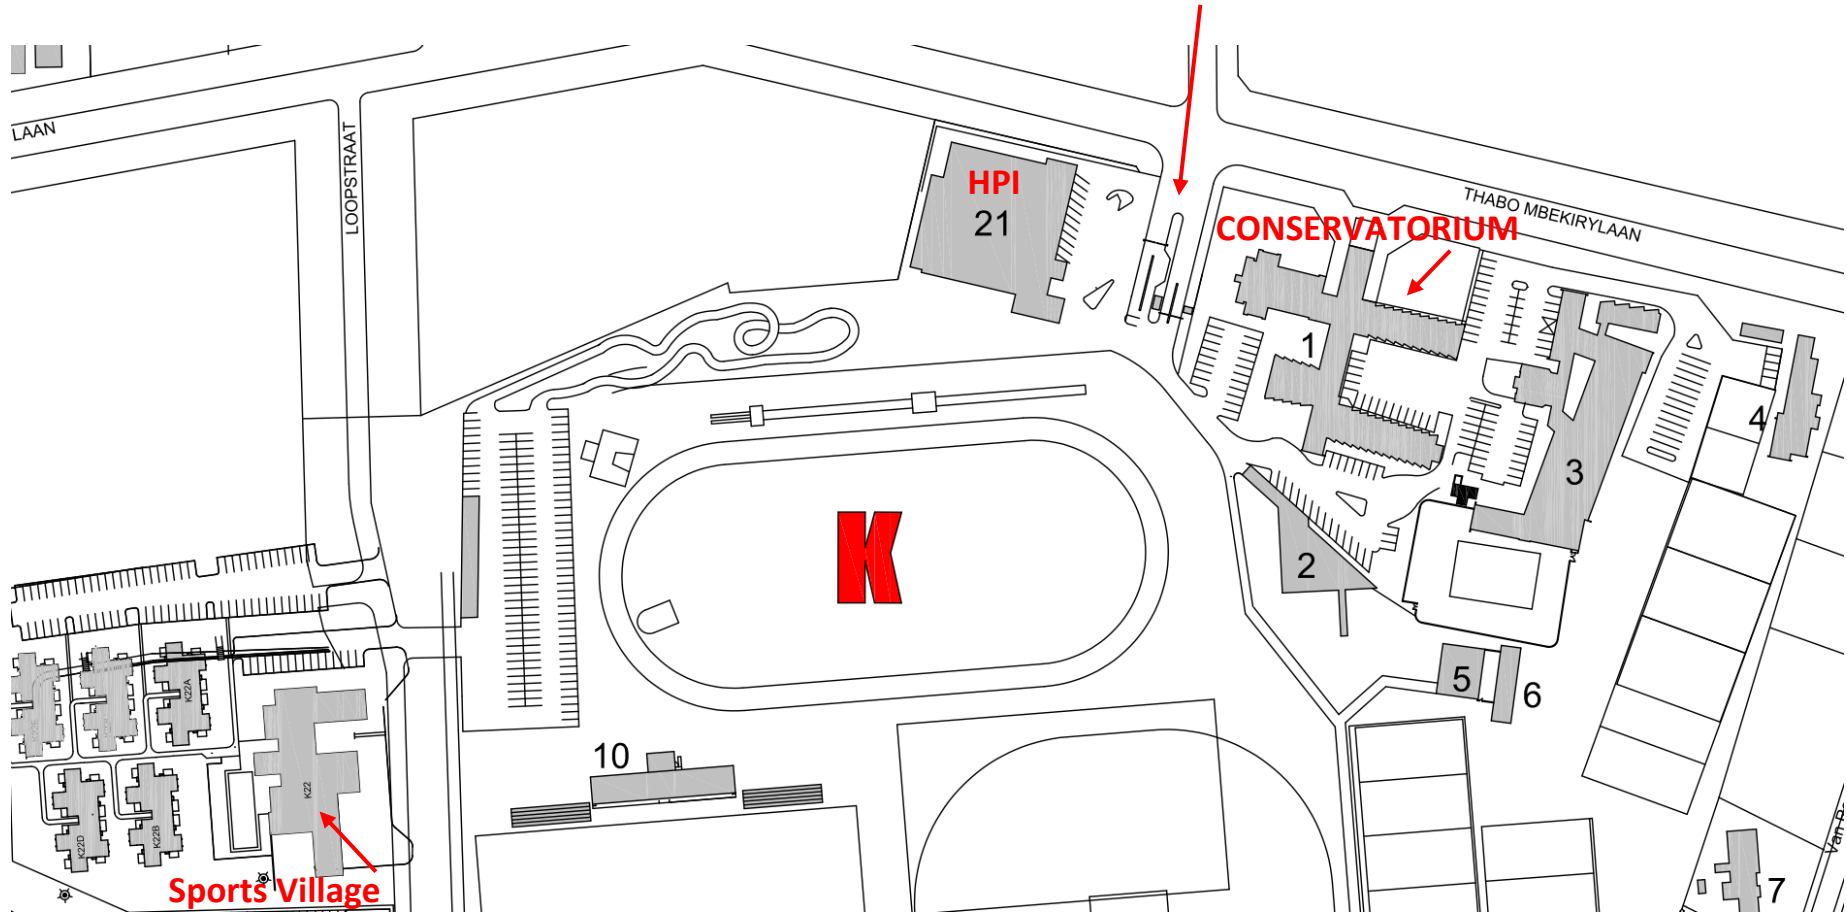 LAAN
LOOPSTRAAT
HPI
21
THABO MBEKIRYLAAN
CONSERVATORIUM
1
4
3
K
2
5
6
K22A
10
K22
K22D
K22B
Sports Village
7